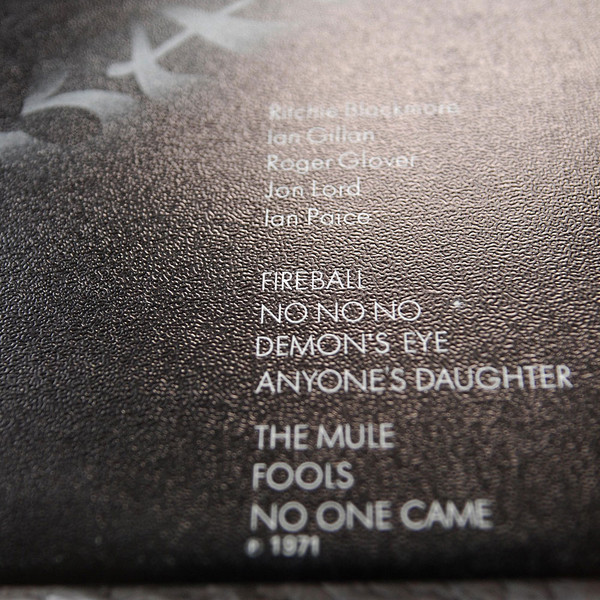 Ritchie Blackmore
Ian Gillan
Roger Glover
Jon Lord
Ian Paice
FIREBALL
NO NO NO
DEMON'S EYE
ANYONE'S DAUGHTER
THE MULE
FOOLS
NO ONE CAME
℗ 1971